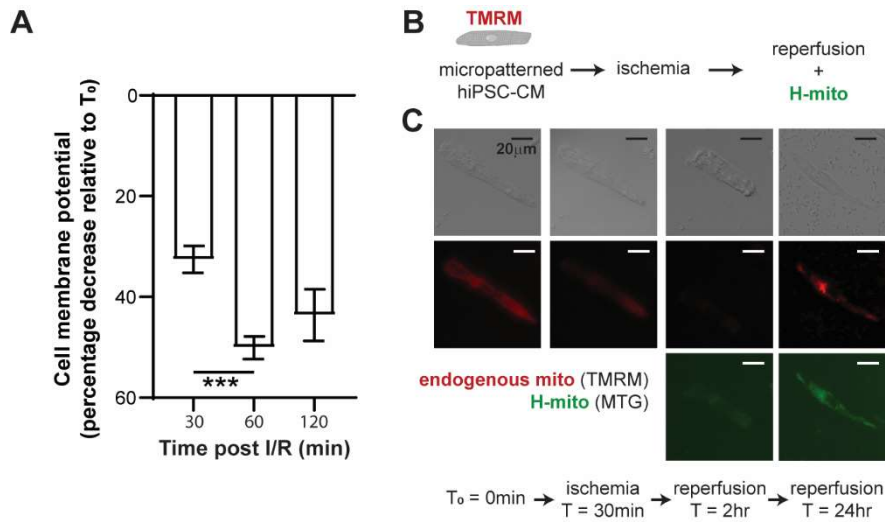 A
Cell membrane potential
(percentage decrease relative to T₀)
0
20
40
60
***
30 60 120
Time post I/R (min)
B
TMRM
micropatterned
hiPSC-CM
ischemia
reperfusion
+
H-mito
C
20μm
endogenous mito (TMRM)
H-mito (MTG)
T₀ = 0min
ischemia
T = 30min
reperfusion
T = 2hr
reperfusion
T = 24hr